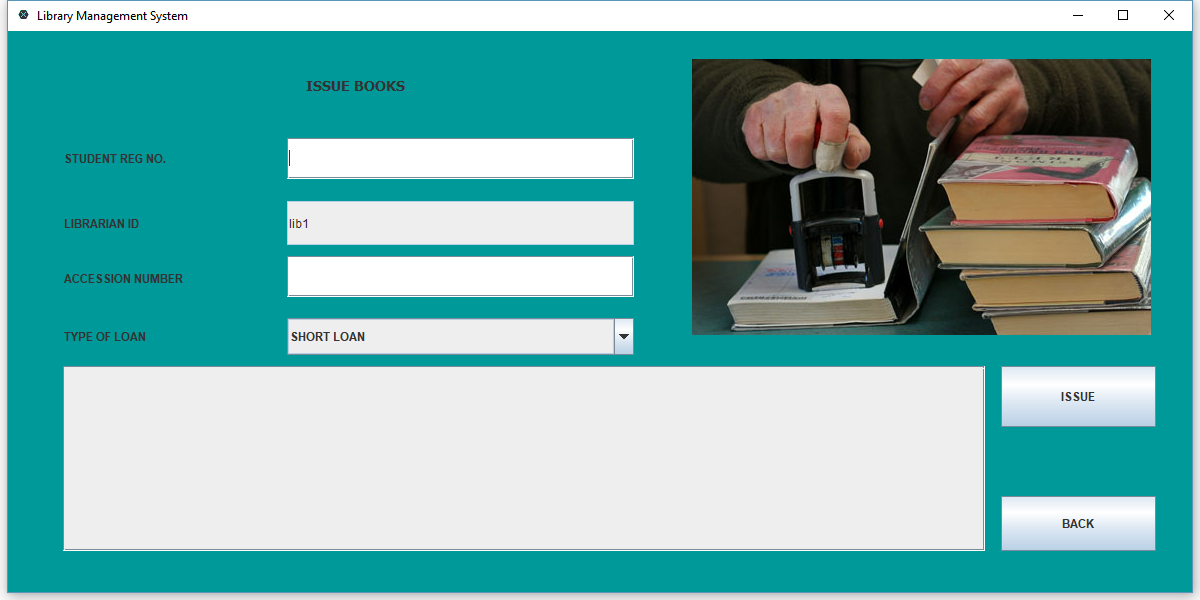 Library Management System
ISSUE BOOKS
STUDENT REG NO.
LIBRARIAN ID
lib1
ACCESSION NUMBER
TYPE OF LOAN
SHORT LOAN
ISSUE
BACK